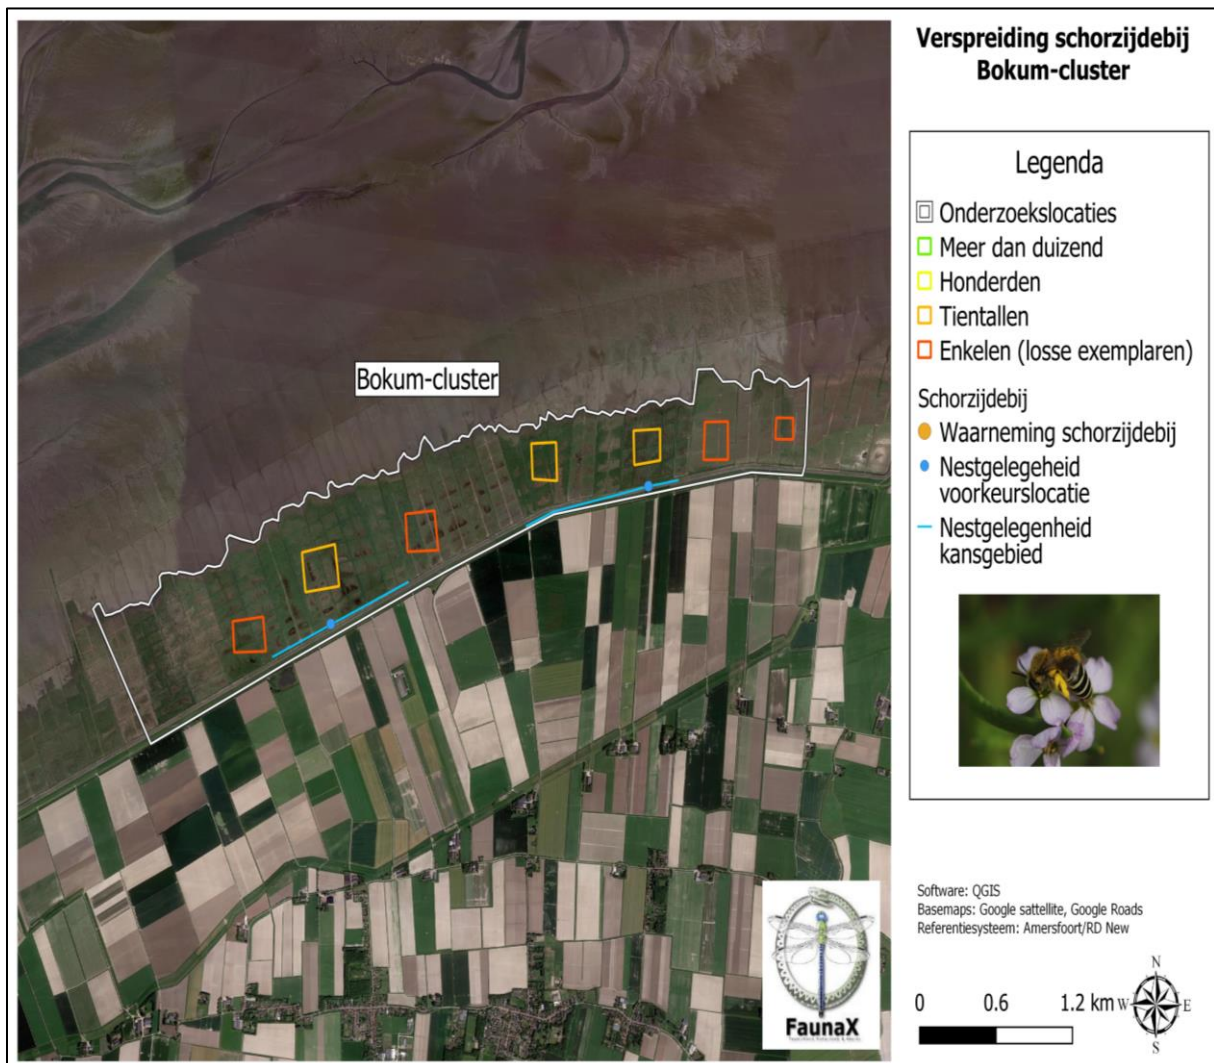 Verspreiding schorzijdebij
Bokum-cluster
Bokum-cluster
Legenda
Onderzoekslocaties
Meer dan duizend
Honderden
Tientallen
Enkelen (losse exemplaren)
Schorzijdebij
Waarneming schorzijdebij
Nestgelegeheid
voorkeurslocatie
Nestgelegenheid
kansgebied
Software: QGIS
Basemaps: Google sattellite, Google Roads
Referentiesysteem: Amersfoort/RD New
0 0.6 1.2 km
N
W E
S
FaunaX